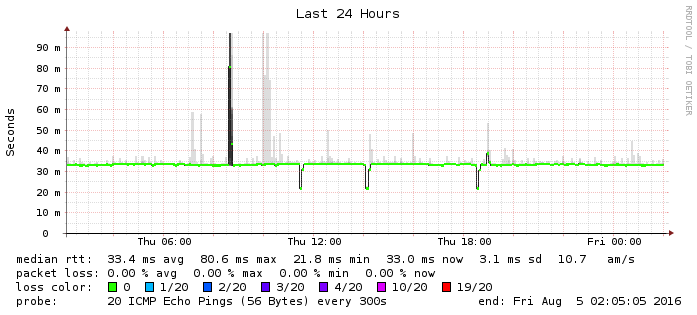 Last 24 Hours
RRDTOOL / TOBI OETIKER
Seconds
90 m
80 m
70 m
60 m
50 m
40 m
30 m
20 m
10 m
0
Thu 06:00 Thu 12:00 Thu 18:00 Fri 00:00
median rtt: 33.4 ms avg 80.6 ms max 21.8 ms min 33.0 ms now 3.1 ms sd 10.7 am/s
packet loss: 0.00 % avg 0.00 % max 0.00 % min 0.00 % now
loss color: 0 1/20 2/20 3/20 4/20 10/20 19/20
probe: 20 ICMP Echo Pings (56 Bytes) every 300s end: Fri Aug 5 02:05:05 2016